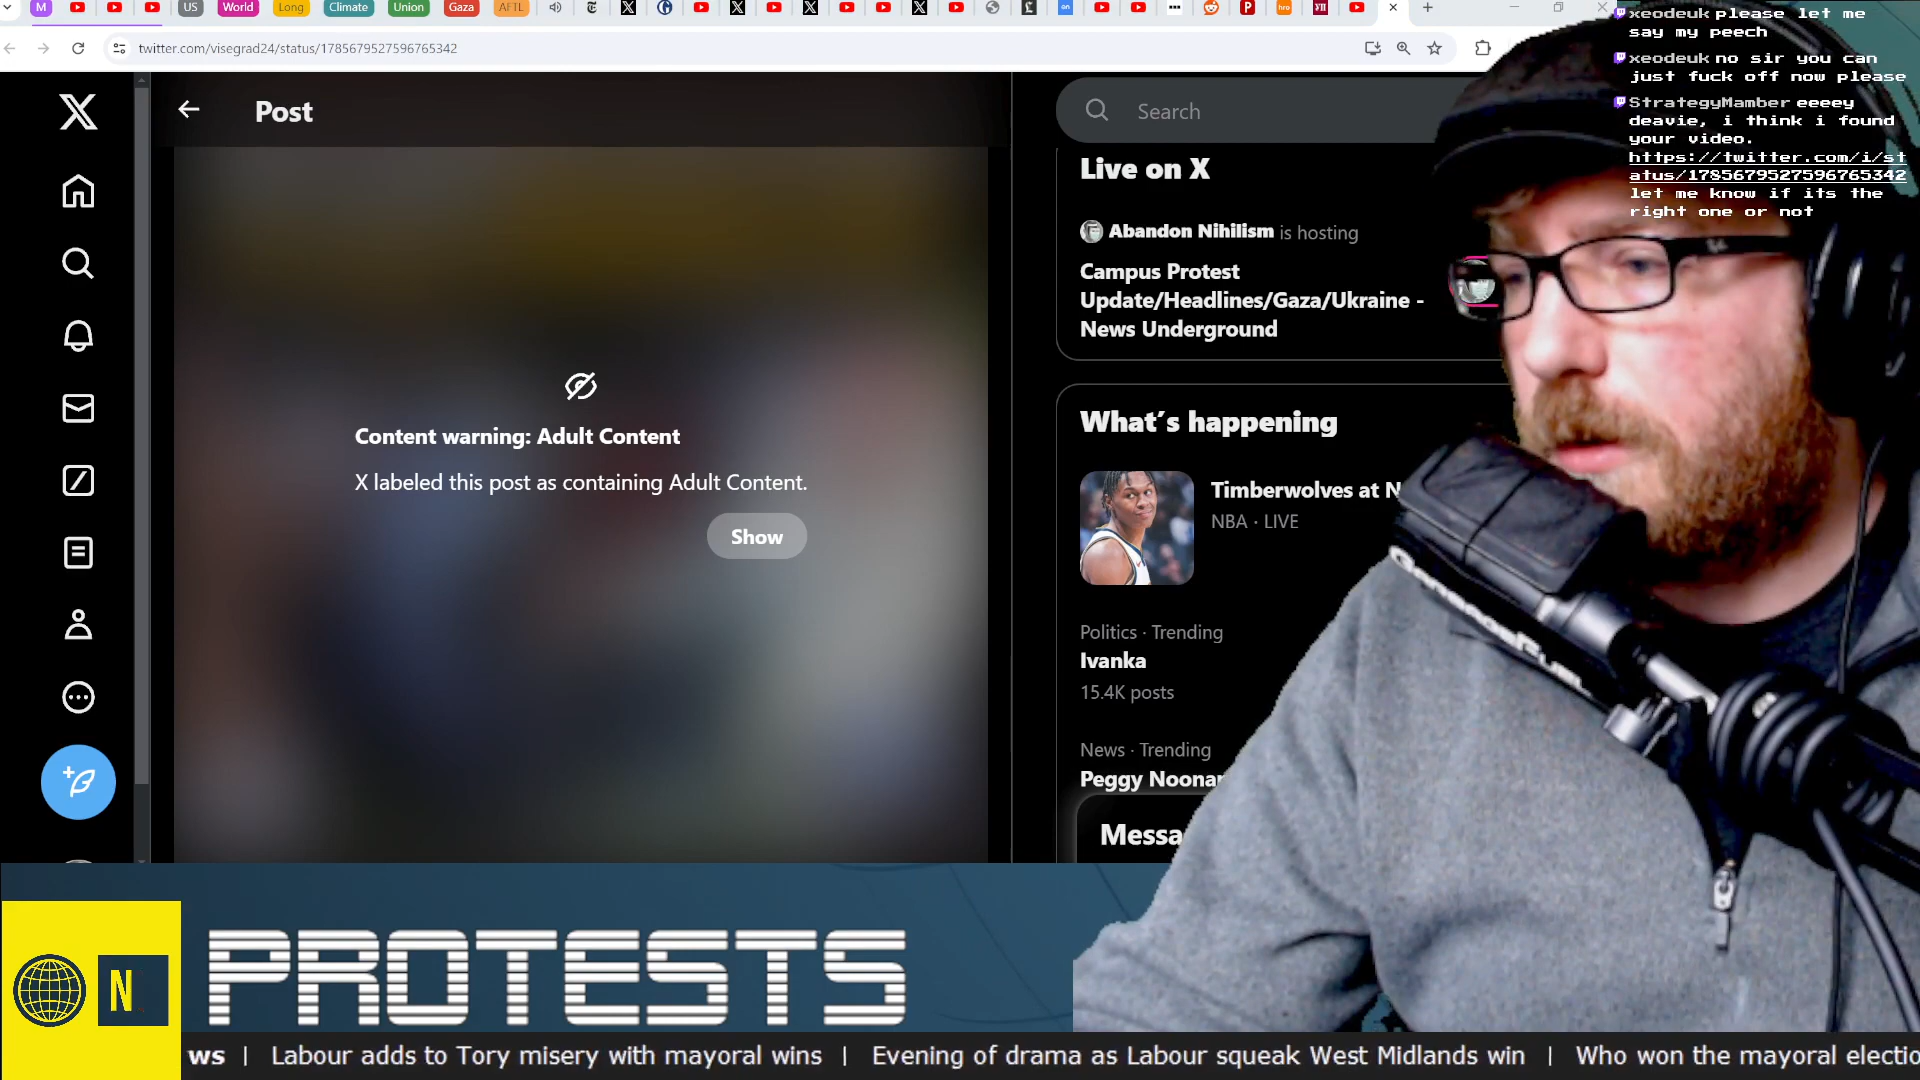 M
US
World
Long
Climate
Union
Gaza
AFTL
twitter.com/visegrad24/status/1785679527596765342
Post
Content warning: Adult Content
X labeled this post as containing Adult Content.
Show
Search
Live on X
Abandon Nihilism is hosting
Campus Protest
Update/Headlines/Gaza/Ukraine -
News Underground
What's happening
Timberwolves at N
NBA · LIVE
Politics · Trending
Ivanka
15.4K posts
News · Trending
Peggy Noonan
Messa
xeodeuk please let me
say my peech
xeodeuk no sir you can
just fuck off now please
StrategyMamber eeeey
deavie, i think i found
your video.
https://twitter.com/i/st
atus/1785679527596765342
let me know if its the
right one or not
N
PROTESTS
ws | Labour adds to Tory misery with mayoral wins | Evening of drama as Labour squeak West Midlands win | Who won the mayoral electio